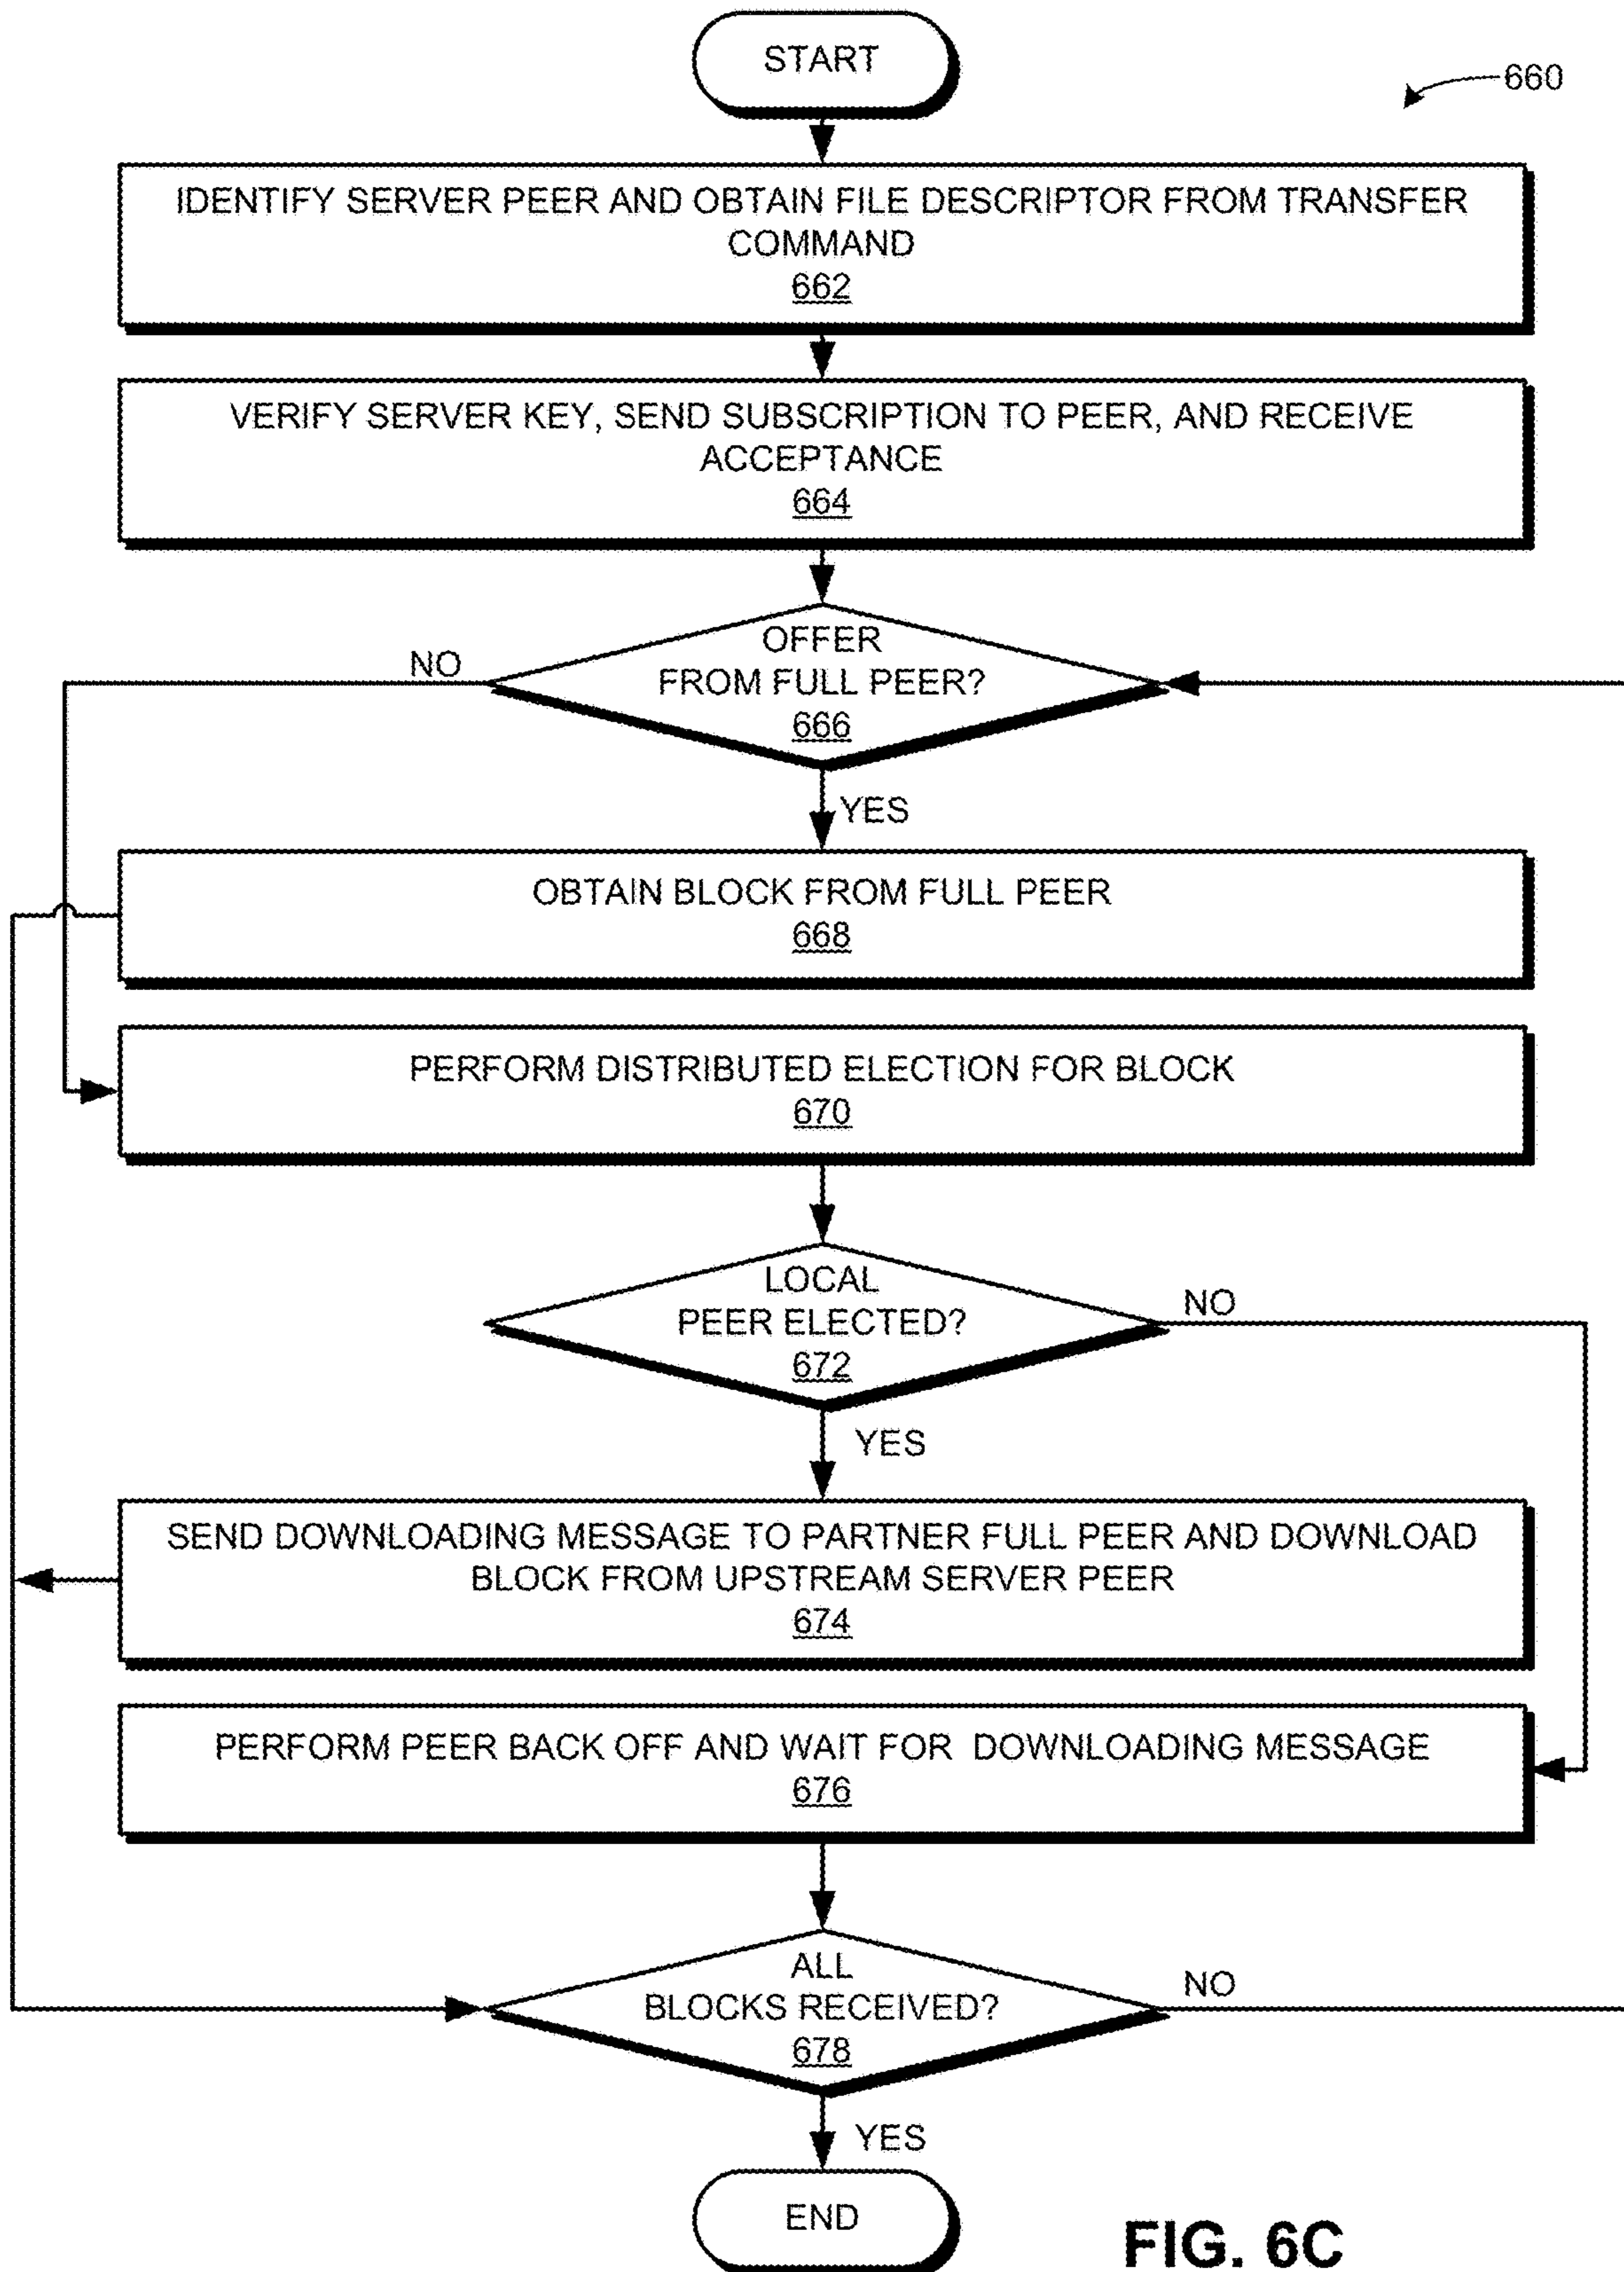 START
660
IDENTIFY SERVER PEER AND OBTAIN FILE DESCRIPTOR FROM TRANSFER
COMMAND
662
VERIFY SERVER KEY, SEND SUBSCRIPTION TO PEER, AND RECEIVE
ACCEPTANCE
664
NO
OFFER
FROM FULL PEER?
666
YES
OBTAIN BLOCK FROM FULL PEER
668
PERFORM DISTRIBUTED ELECTION FOR BLOCK
670
LOCAL
PEER ELECTED?
672
NO
YES
SEND DOWNLOADING MESSAGE TO PARTNER FULL PEER AND DOWNLOAD
BLOCK FROM UPSTREAM SERVER PEER
674
PERFORM PEER BACK OFF AND WAIT FOR DOWNLOADING MESSAGE
676
ALL
BLOCKS RECEIVED?
678
NO
YES
END
FIG. 6C